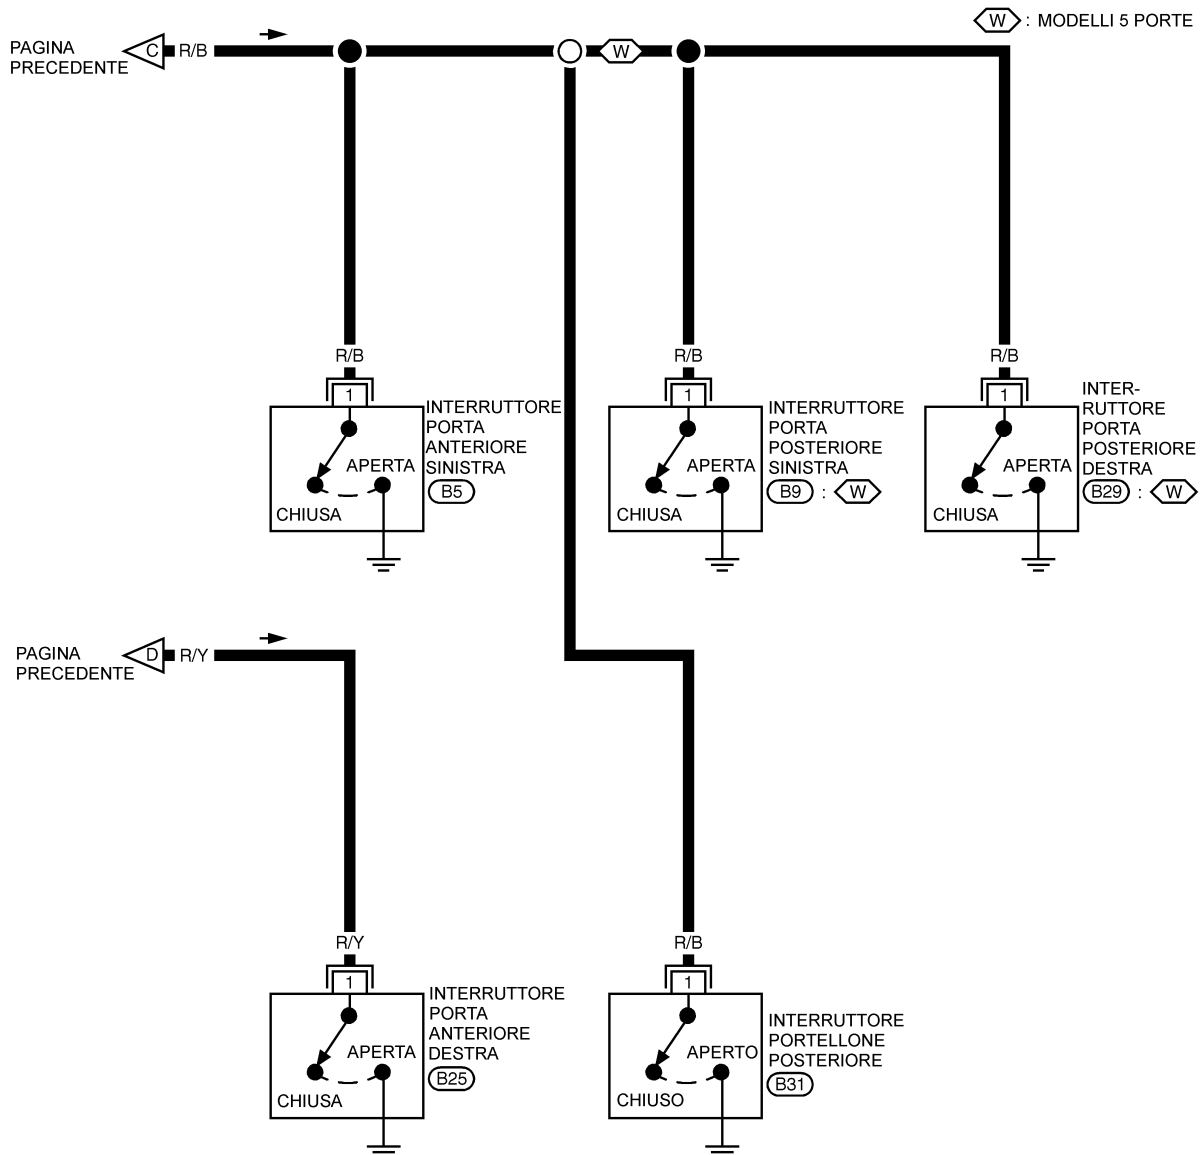 W : MODELLI 5 PORTE
PAGINA
PRECEDENTE
C R/B
W
R/B
1
INTERRUTTORE
PORTA
ANTERIORE
SINISTRA
B5
APERTA
CHIUSA
R/B
1
INTERRUTTORE
PORTA
POSTERIORE
SINISTRA
B9 : W
APERTA
CHIUSA
R/B
1
INTER-
RUTTORE
PORTA
POSTERIORE
DESTRA
B29 : W
APERTA
CHIUSA
PAGINA
PRECEDENTE
D R/Y
R/Y
1
INTERRUTTORE
PORTA
ANTERIORE
DESTRA
B25
APERTA
CHIUSA
R/B
1
INTERRUTTORE
PORTELLONE
POSTERIORE
B31
APERTO
CHIUSO